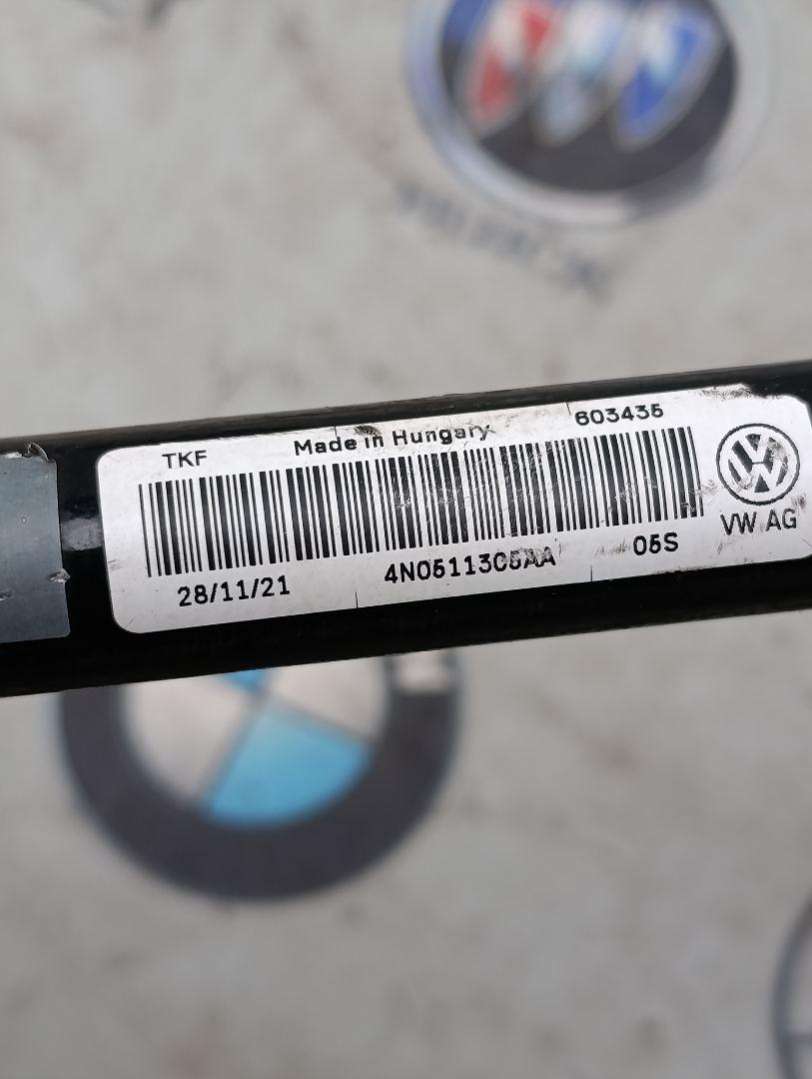 TKF
Made in Hungary
603435
28/11/21
4N0511305AA
05S
VW AG